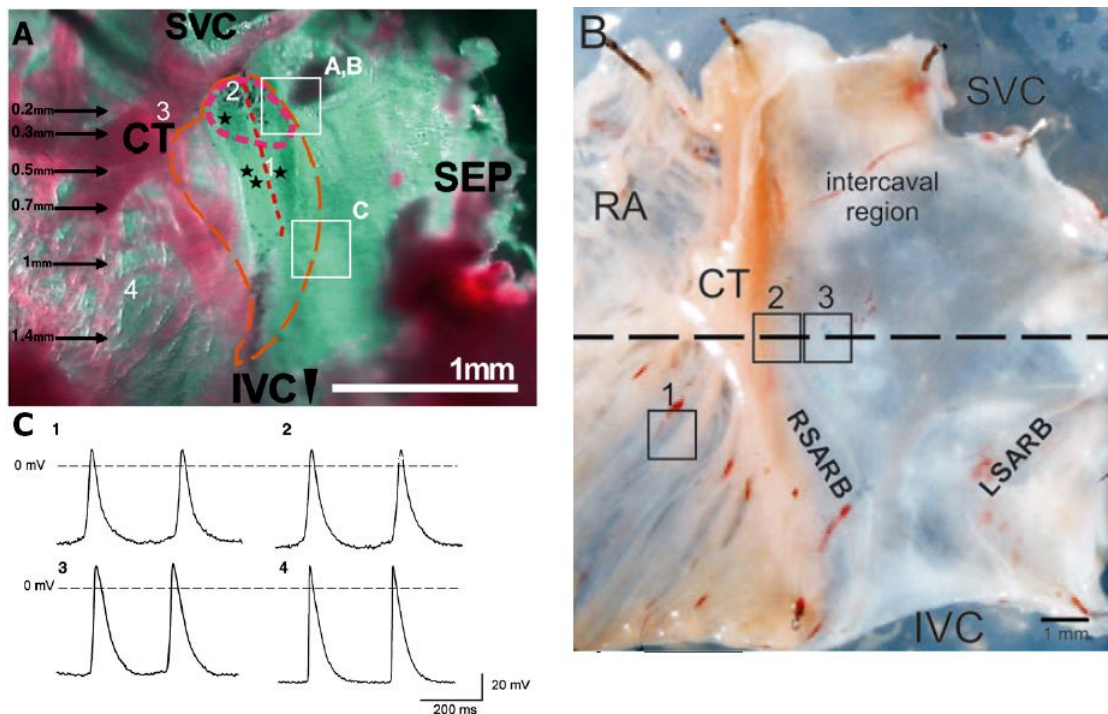 A
SVC
A,B
2
0.2mm
3
0.3mm
CT
1
0.5mm
SEP
0.7mm
C
1mm
4
1.4mm
IVC
1mm
B
SVC
RA
intercaval
region
CT
2
3
1
RSARB
LSARB
IVC
1 mm
C
1
2
0 mV
3
4
0 mV
20 mV
200 ms